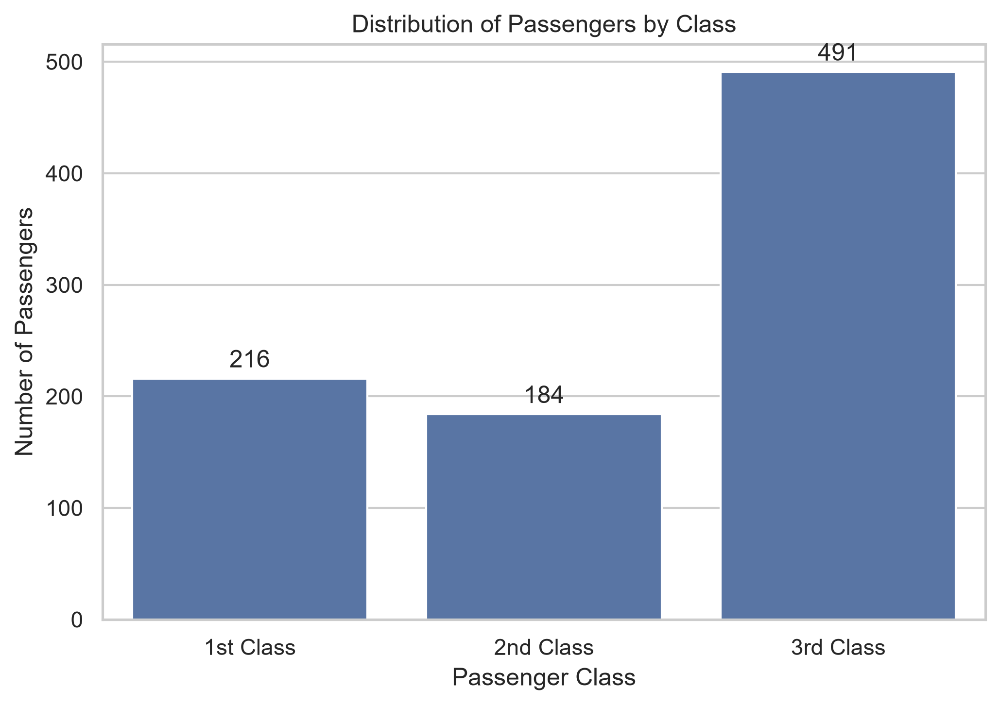 Distribution of Passengers by Class
Number of Passengers
500
400
300
200
100
0
216
184
491
1st Class
2nd Class
3rd Class
Passenger Class